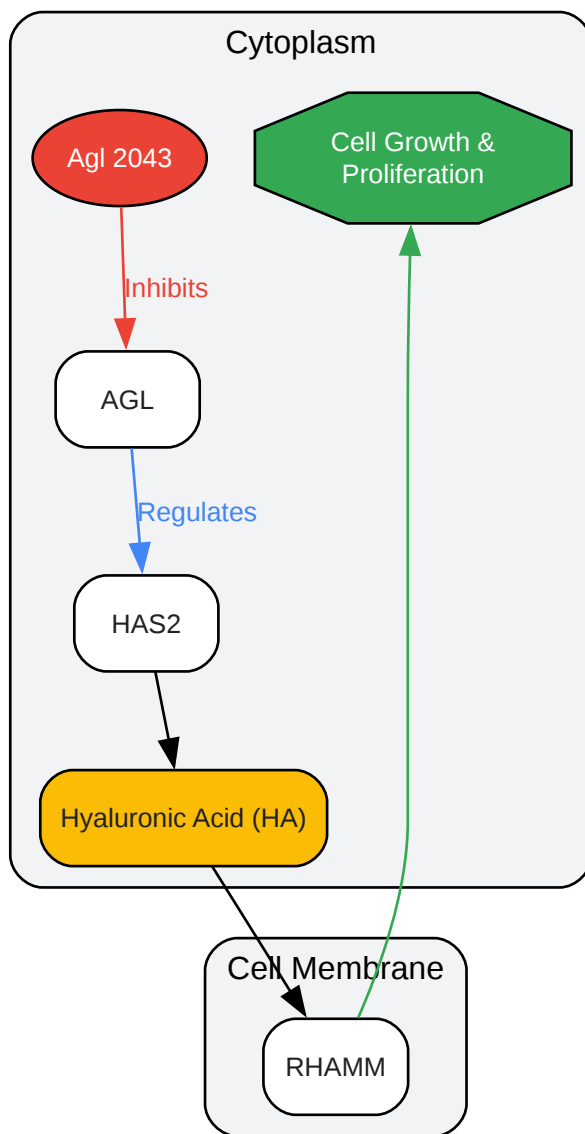 Cytoplasm
Agl 2043
Cell Growth &
Proliferation
Inhibits
AGL
Regulates
HAS2
Hyaluronic Acid (HA)
Cell Membrane
RHAMM